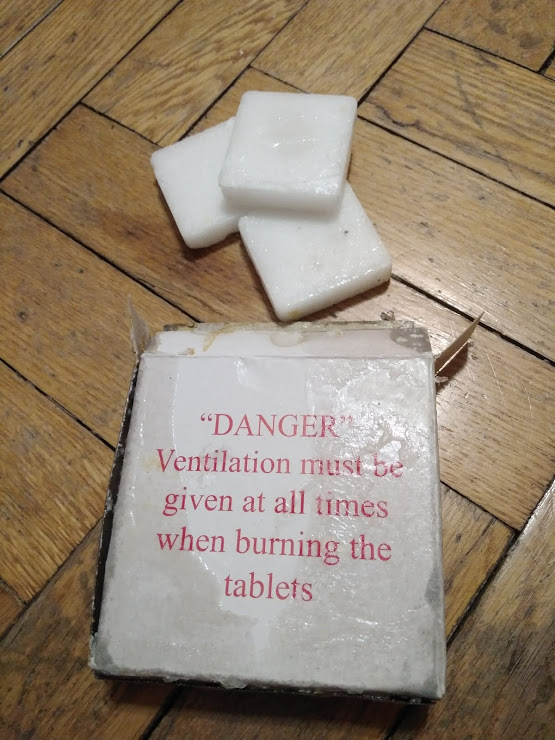 “DANGER”
Ventilation must be
given at all times
when burning the
tablets